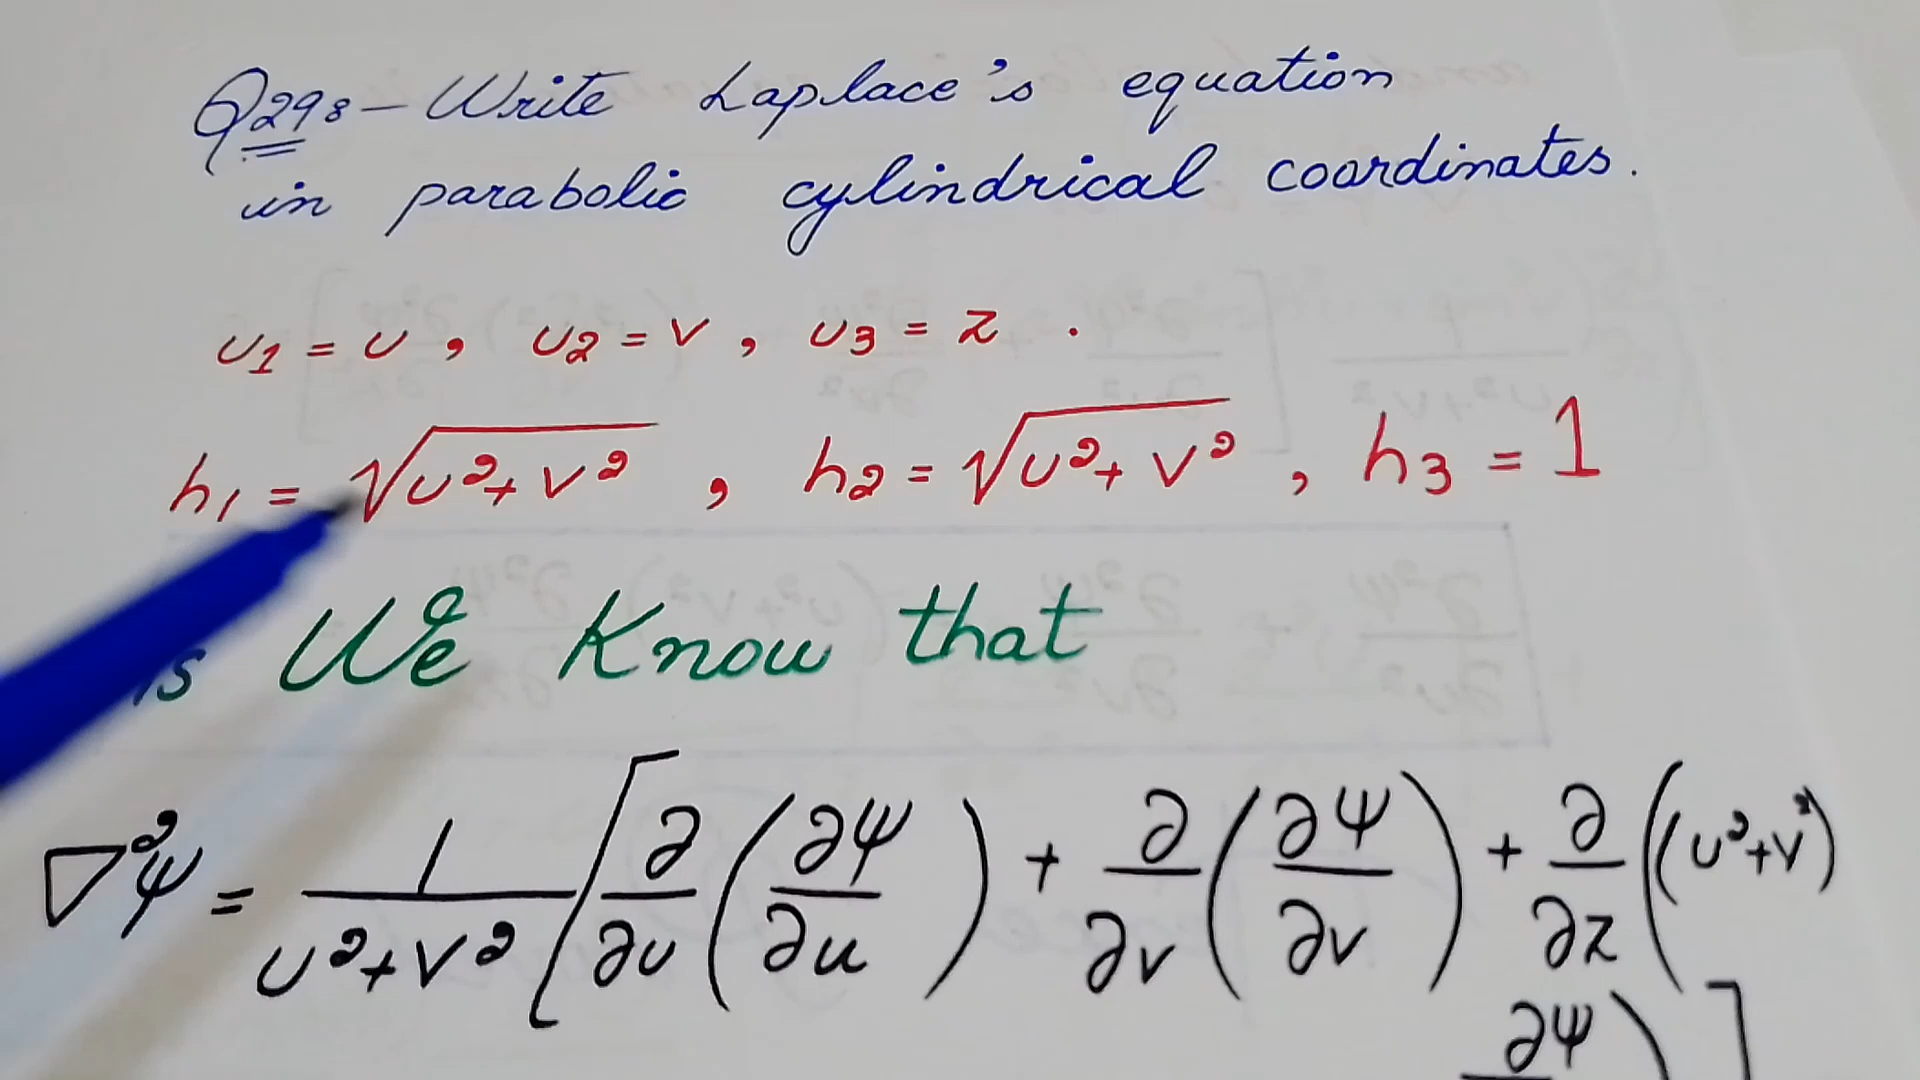 Q29:- Write Laplace's equation
in parabolic cylindrical coordinates.
u1 = u, u2 = v, u3 = z.
h1 = √(u²+v²), h2 = √(u²+v²), h3 = 1
We Know that
∇²ψ = 1/(u²+v²) [∂/∂u (∂ψ/∂u) + ∂/∂v (∂ψ/∂v) + ∂/∂z ((u²+v²)
∂ψ )]